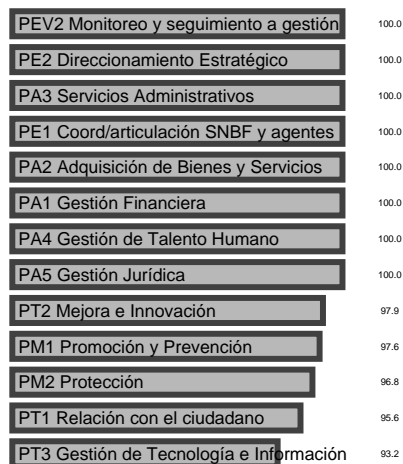 PEV2 Monitoreo y seguimiento a gestión 100.0
PE2 Direccionamiento Estratégico 100.0
PA3 Servicios Administrativos 100.0
PE1 Coord/articulación SNBF y agentes 100.0
PA2 Adquisición de Bienes y Servicios 100.0
PA1 Gestión Financiera 100.0
PA4 Gestión de Talento Humano 100.0
PA5 Gestión Jurídica 100.0
PT2 Mejora e Innovación 97.9
PM1 Promoción y Prevención 97.6
PM2 Protección 96.8
PT1 Relación con el ciudadano 95.6
PT3 Gestión de Tecnología e Información 93.2